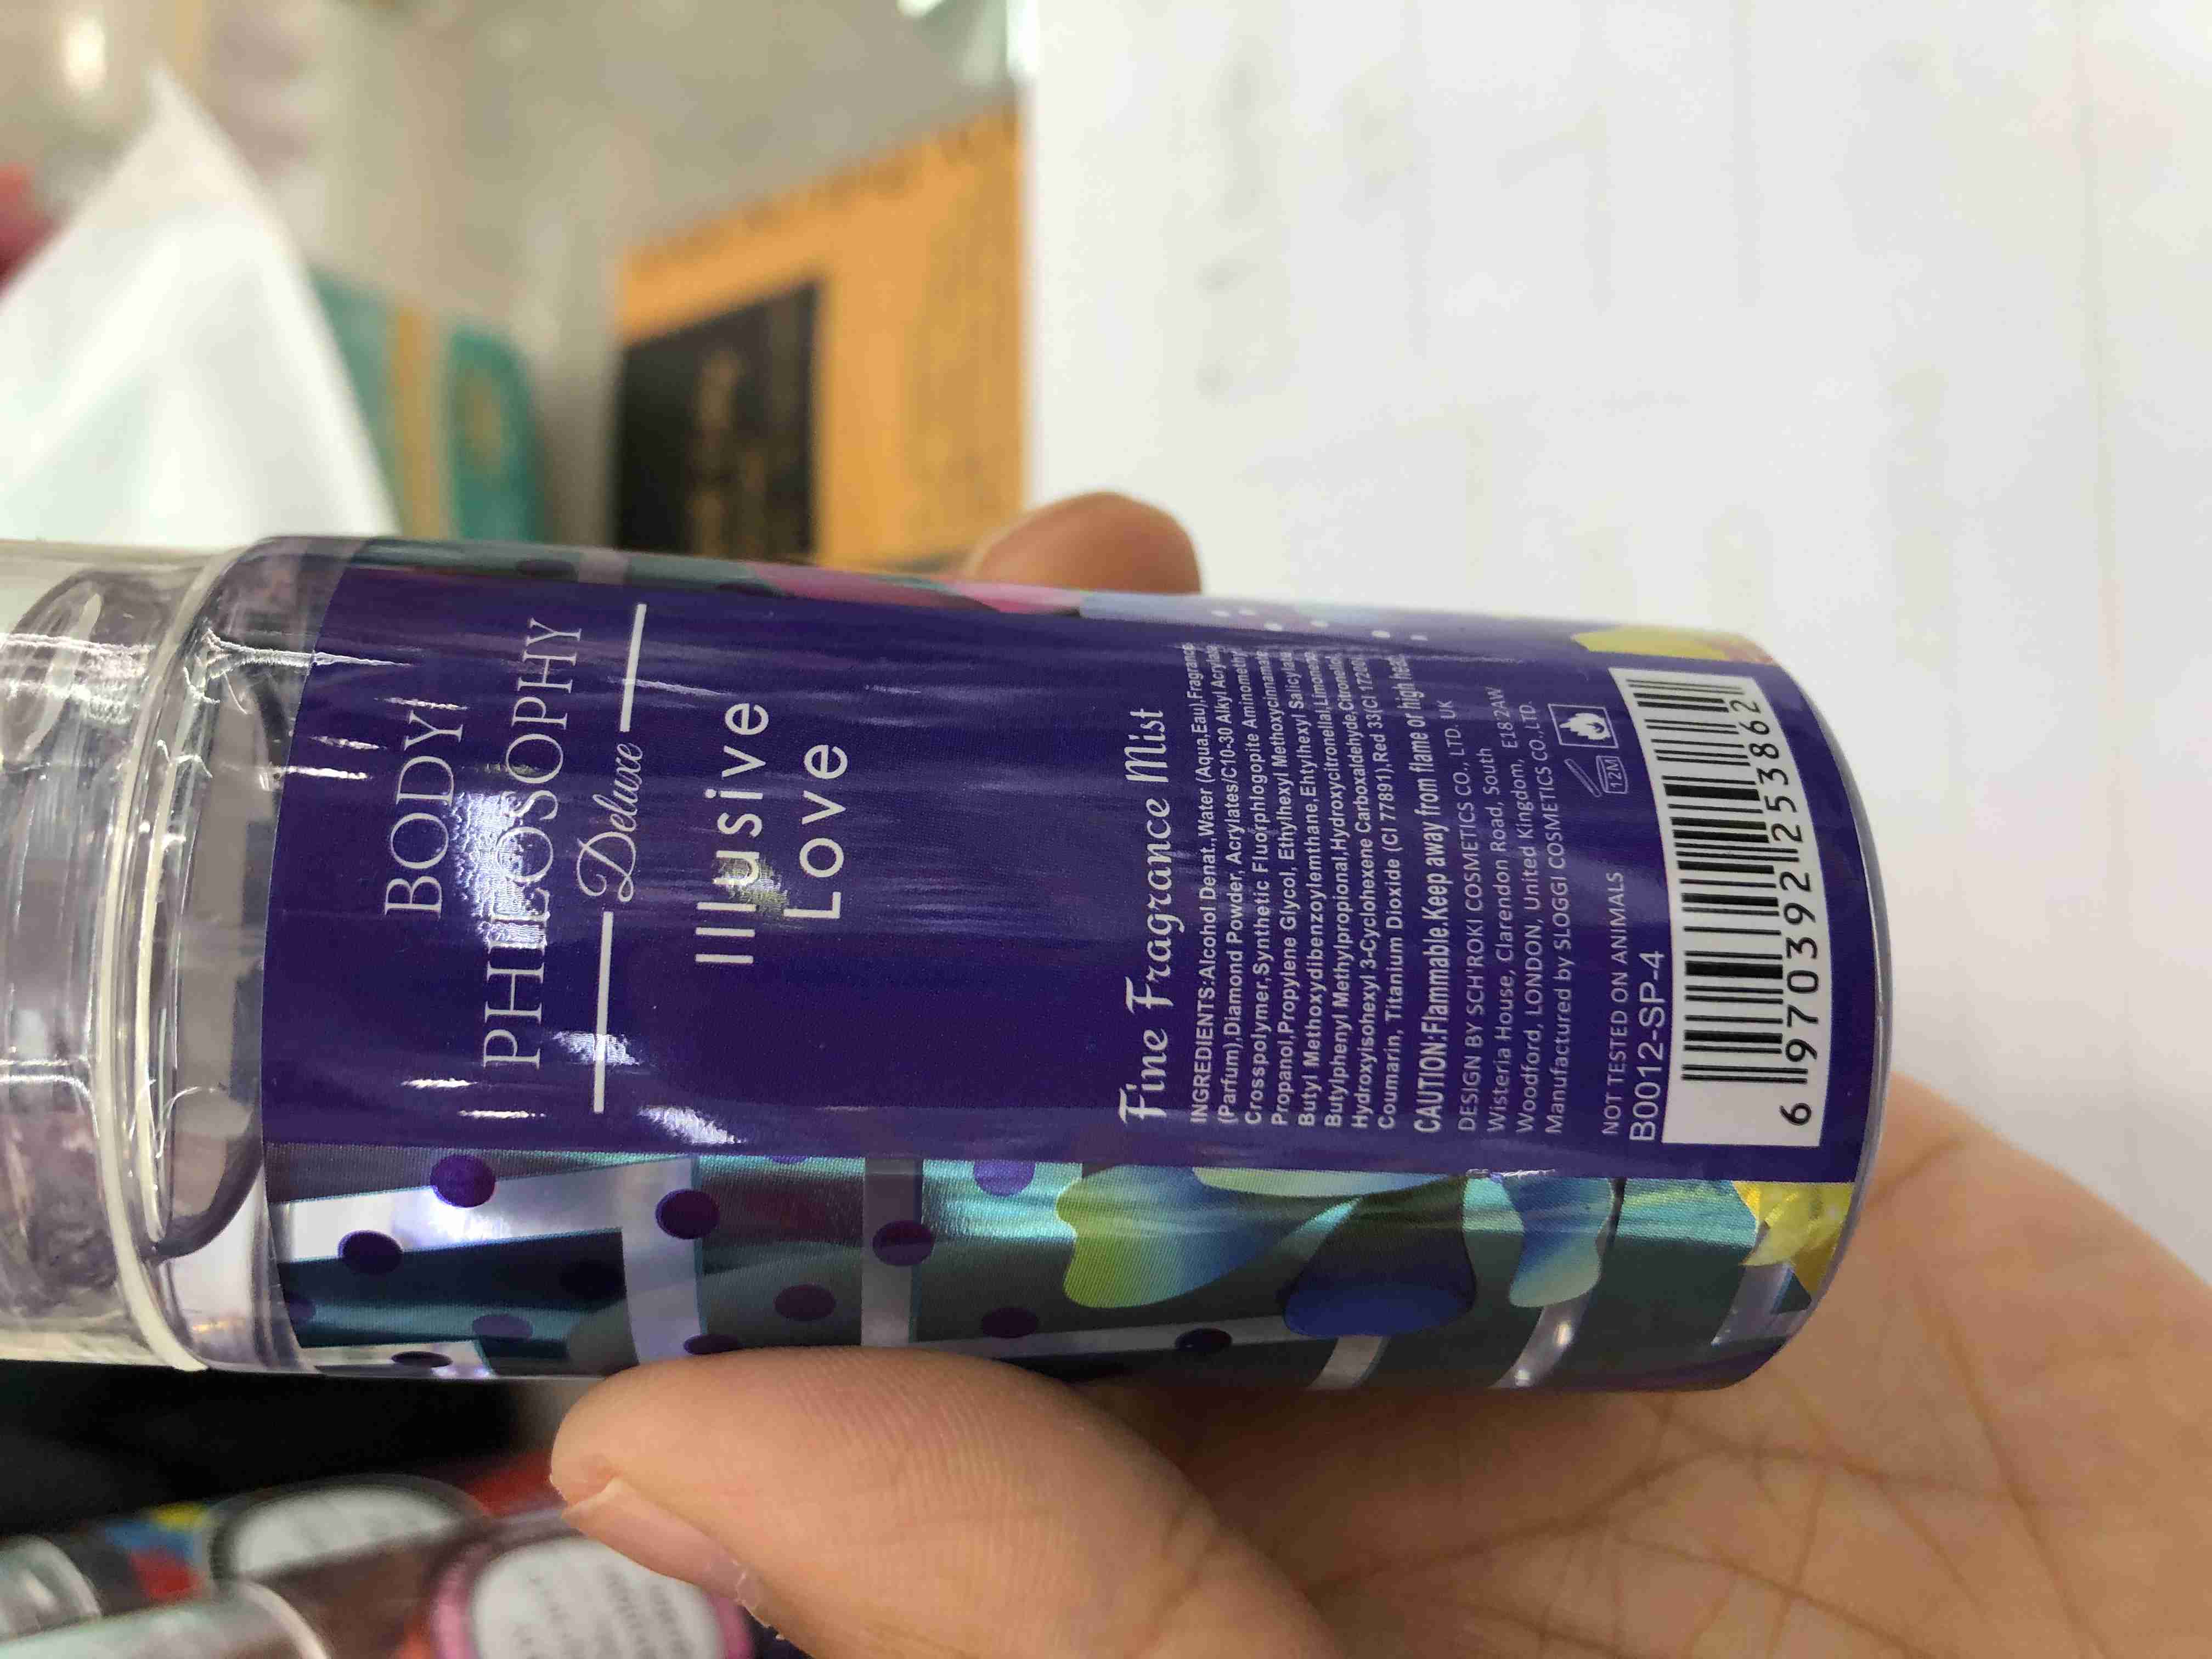 BODY
PHILOSOPHY
Deluxe
Illusive
Love
Fine Fragrance Mist
INGREDIENTS:Alcohol Denat.,Water (Aqua,Eau),Fragrance
(Parfum),Diamond Powder, Acrylates/C10-30 Alkyl Acrylate
Crosspolymer,Synthetic Fluorphlogopite Aminomethyl
Propanol,Propylene Glycol, Ethylhexyl Methoxycinnamate
Butyl Methoxydibenzoylemthane,Ehtylhexyl Salicylate
Butylphenyl Methylpropional,Hydroxycitronellal,Limonene
Hydroxyisohexyl 3-Cyclohexene Carboxaldehyde,Citronellol
Coumarin, Titanium Dioxide (CI 77891),Red 33(CI 17200)
CAUTION:Flammable.Keep away from flame or high heat
DESIGN BY SCH'ROKI COSMETICS CO., LTD. UK
Wisteria House, Clarendon Road, South
Woodford, LONDON, United Kingdom, E18 2AW
Manufactured by SLOGGI COSMETICS CO.,LTD.
12M
NOT TESTED ON ANIMALS
B0012-SP-4
6 970392 253862